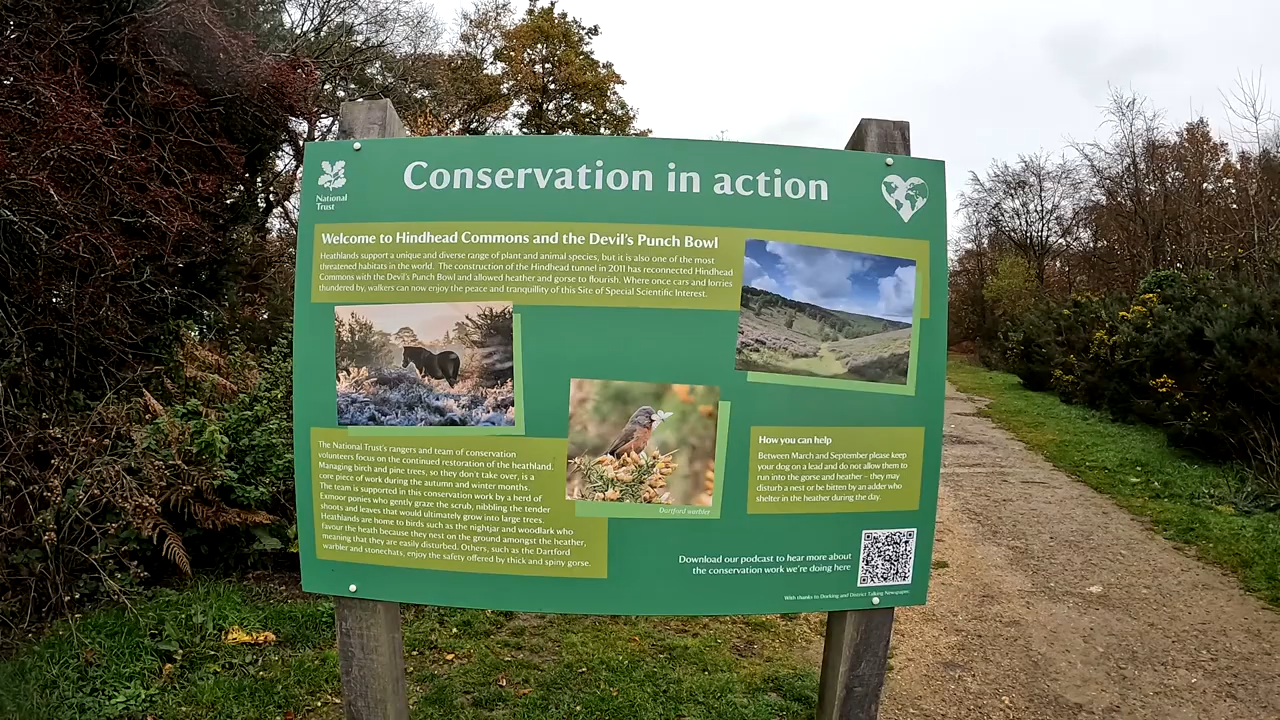 Conservation in action
National
Trust
Welcome to Hindhead Commons and the Devil's Punch Bowl
Heathlands support a unique and diverse range of plant and animal species, but it is also one of the most
threatened habitats in the world. The construction of the Hindhead tunnel in 2011 has reconnected Hindhead
Commons with the Devil's Punch Bowl and allowed heather and gorse to flourish. Where once cars and lorries
thundered by, walkers can now enjoy the peace and tranquillity of this Site of Special Scientific Interest.
The National Trust's rangers and team of conservation
volunteers focus on the continued restoration of the heathland.
Managing birch and pine trees, so they don't take over, is a
core piece of work during the autumn and winter months.
The team is supported in this conservation work by a herd of
Exmoor ponies who gently graze the scrub, nibbling the tender
shoots and leaves that would ultimately grow into large trees.
Heathlands are home to birds such as the nightjar and woodlark who
favour the heath because they nest on the ground amongst the heather,
meaning that they are easily disturbed. Others, such as the Dartford
warbler and stonechats, enjoy the safety offered by thick and spiny gorse.
Dartford warbler
How you can help
Between March and September please keep
your dog on a lead and do not allow them to
run into the gorse and heather – they may
disturb a nest or be bitten by an adder who
shelter in the heather during the day.
Download our podcast to hear more about
the conservation work we're doing here
With thanks to Dorking and District Talking Newspaper.